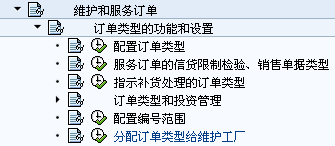 维护和服务订单
订单类型的功能和设置
配置订单类型
服务订单的信贷限制检验、销售单据类型
指示补货处理的订单类型
订单类型和投资管理
配置编号范围
分配订单类型给维护工厂